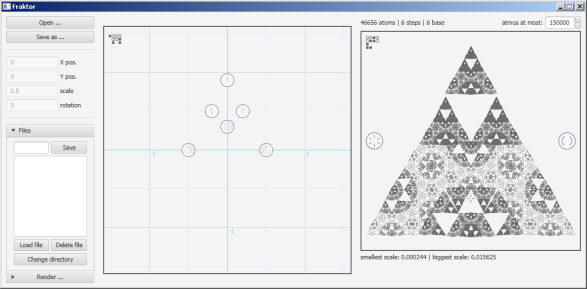 Fraktor
Open ...
Save as ...
46656 atoms | 6 steps | 6 base
atmos at most: 150000
0 X pos.
0 Y pos.
0.5 scale
0 rotation
Files
Save
Load file Delete file
Change directory
Render ...
-1
1
-1
smallest scale: 0.000244 | biggest scale: 0.015625